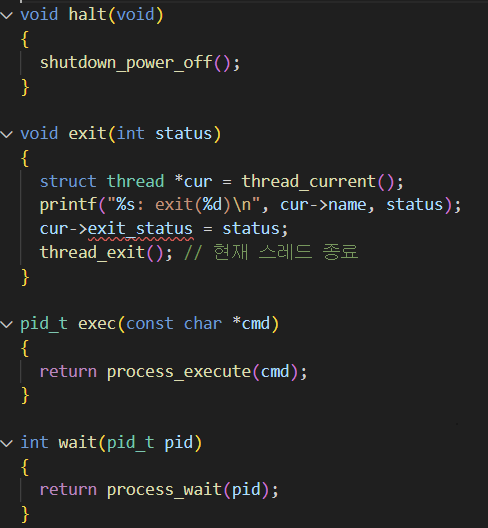 void halt(void)
{
  shutdown_power_off();
}

void exit(int status)
{
  struct thread *cur = thread_current();
  printf("%s: exit(%d)\n", cur->name, status);
  cur->exit_status = status;
  thread_exit(); // 현재 스레드 종료
}

pid_t exec(const char *cmd)
{
  return process_execute(cmd);
}

int wait(pid_t pid)
{
  return process_wait(pid);
}